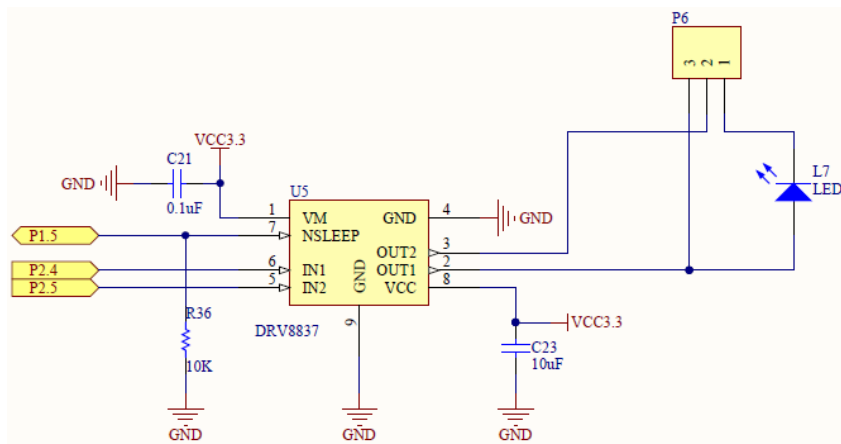 P6
3 2 1
VCC3.3
C21
GND
0.1uF
L7
LED
U5
1 VM GND 4 GND
P1.5 7 NSLEEP
OUT2 3
P2.4 6 IN1 OUT1 2
P2.5 5 IN2 GND VCC 8
R36
9
DRV8837
VCC3.3
C23
10uF
10K
GND
GND
GND